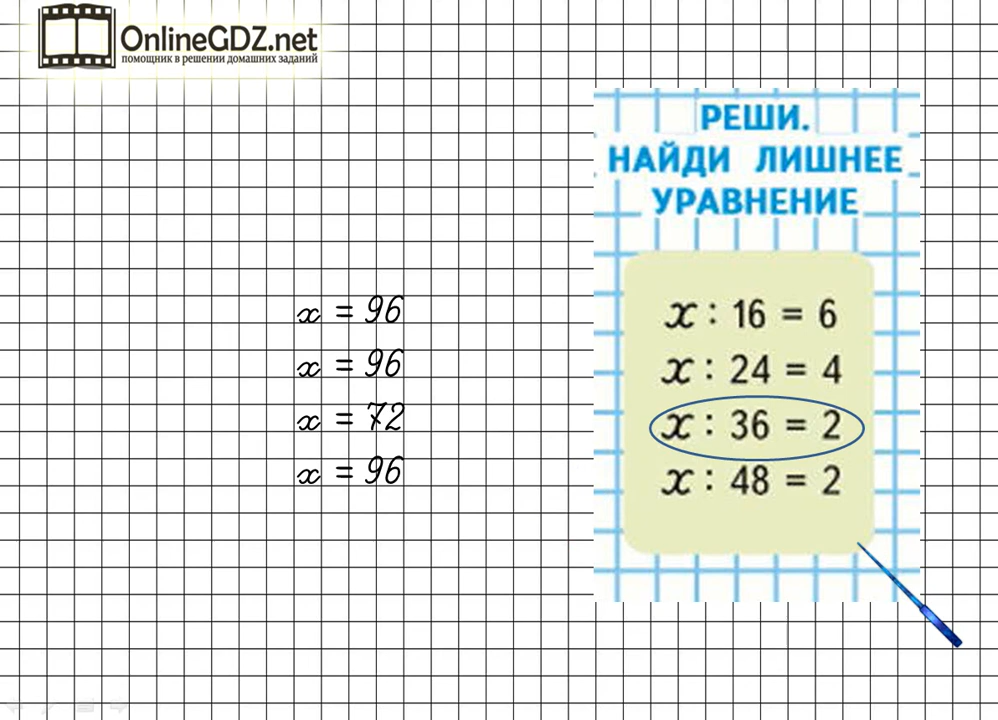 OnlineGDZ.net
помощник в решении домашних заданий
РЕШИ.
НАЙДИ ЛИШНЕЕ
УРАВНЕНИЕ
x = 96
x = 96
x = 72
x = 96
x : 16 = 6
x : 24 = 4
x : 36 = 2
x : 48 = 2